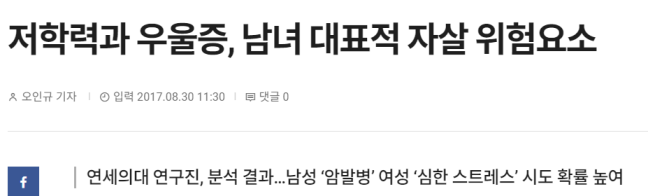 저학력과 우울증, 남녀 대표적 자살 위험요소
오인규 기자 입력 2017.08.30 11:30 댓글 0
f
연세의대 연구진, 분석 결과...남성 ‘암발병’ 여성 ‘심한 스트레스’ 시도 확률 높여